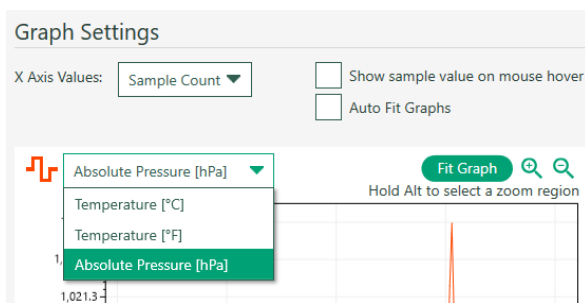 Graph Settings
X Axis Values:
Sample Count
Show sample value on mouse hover
Auto Fit Graphs
Absolute Pressure [hPa]
Fit Graph
Hold Alt to select a zoom region
Temperature [°C]
Temperature [°F]
Absolute Pressure [hPa]
1,021.3